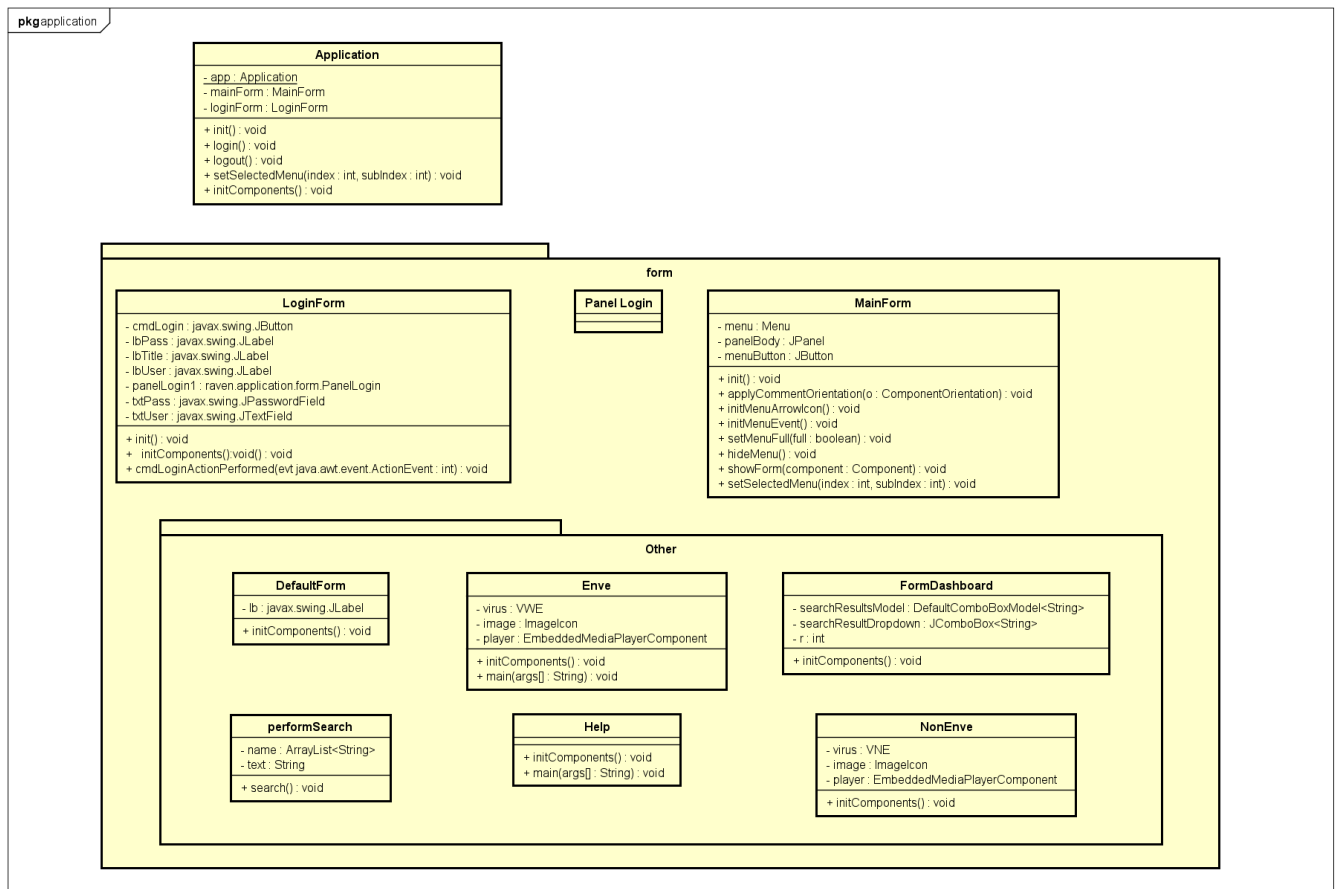 pkg application
Application
- app : Application
- mainForm : MainForm
- loginForm : LoginForm
+ init() : void
+ login() : void
+ logout() : void
+ setSelectedMenu(index : int, subIndex : int) : void
+ initComponents() : void
form
LoginForm
- cmdLogin : javax.swing.JButton
- lbPass : javax.swing.JLabel
- lbTitle : javax.swing.JLabel
- lbUser : javax.swing.JLabel
- panelLogin1 : raven.application.form.PanelLogin
- txtPass : javax.swing.JPasswordField
- txtUser : javax.swing.JTextField
+ init() : void
+ initComponents():void() : void
+ cmdLoginActionPerformed(evt java.awt.event.ActionEvent : int) : void
Panel Login
MainForm
- menu : Menu
- panelBody : JPanel
- menuButton : JButton
+ init() : void
+ applyCommentOrientation(o : ComponentOrientation) : void
+ initMenuArrowIcon() : void
+ initMenuEvent() : void
+ setMenuFull(full : boolean) : void
+ hideMenu() : void
+ showForm(component : Component) : void
+ setSelectedMenu(index : int, subIndex : int) : void
Other
DefaultForm
- lb : javax.swing.JLabel
+ initComponents() : void
Enve
- virus : VWE
- image : ImageIcon
- player : EmbeddedMediaPlayerComponent
+ initComponents() : void
+ main(args[] : String) : void
FormDashboard
- searchResultsModel : DefaultComboBoxModel<String>
- searchResultDropdown : JComboBox<String>
- r : int
+ initComponents() : void
performSearch
- name : ArrayList<String>
- text : String
+ search() : void
Help
+ initComponents() : void
+ main(args[] : String) : void
NonEnve
- virus : VNE
- image : ImageIcon
- player : EmbeddedMediaPlayerComponent
+ initComponents() : void